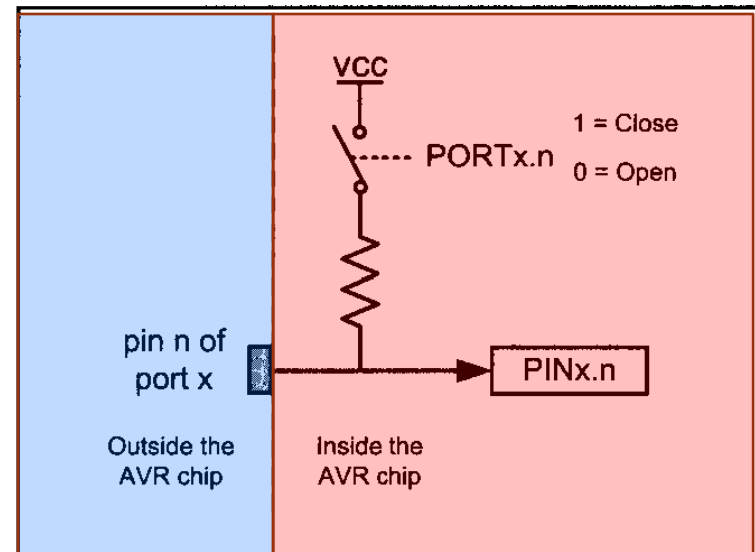 VCC
1 = Close
PORTx.n
0 = Open
pin n of
port x
PINx.n
Outside the
AVR chip
Inside the
AVR chip